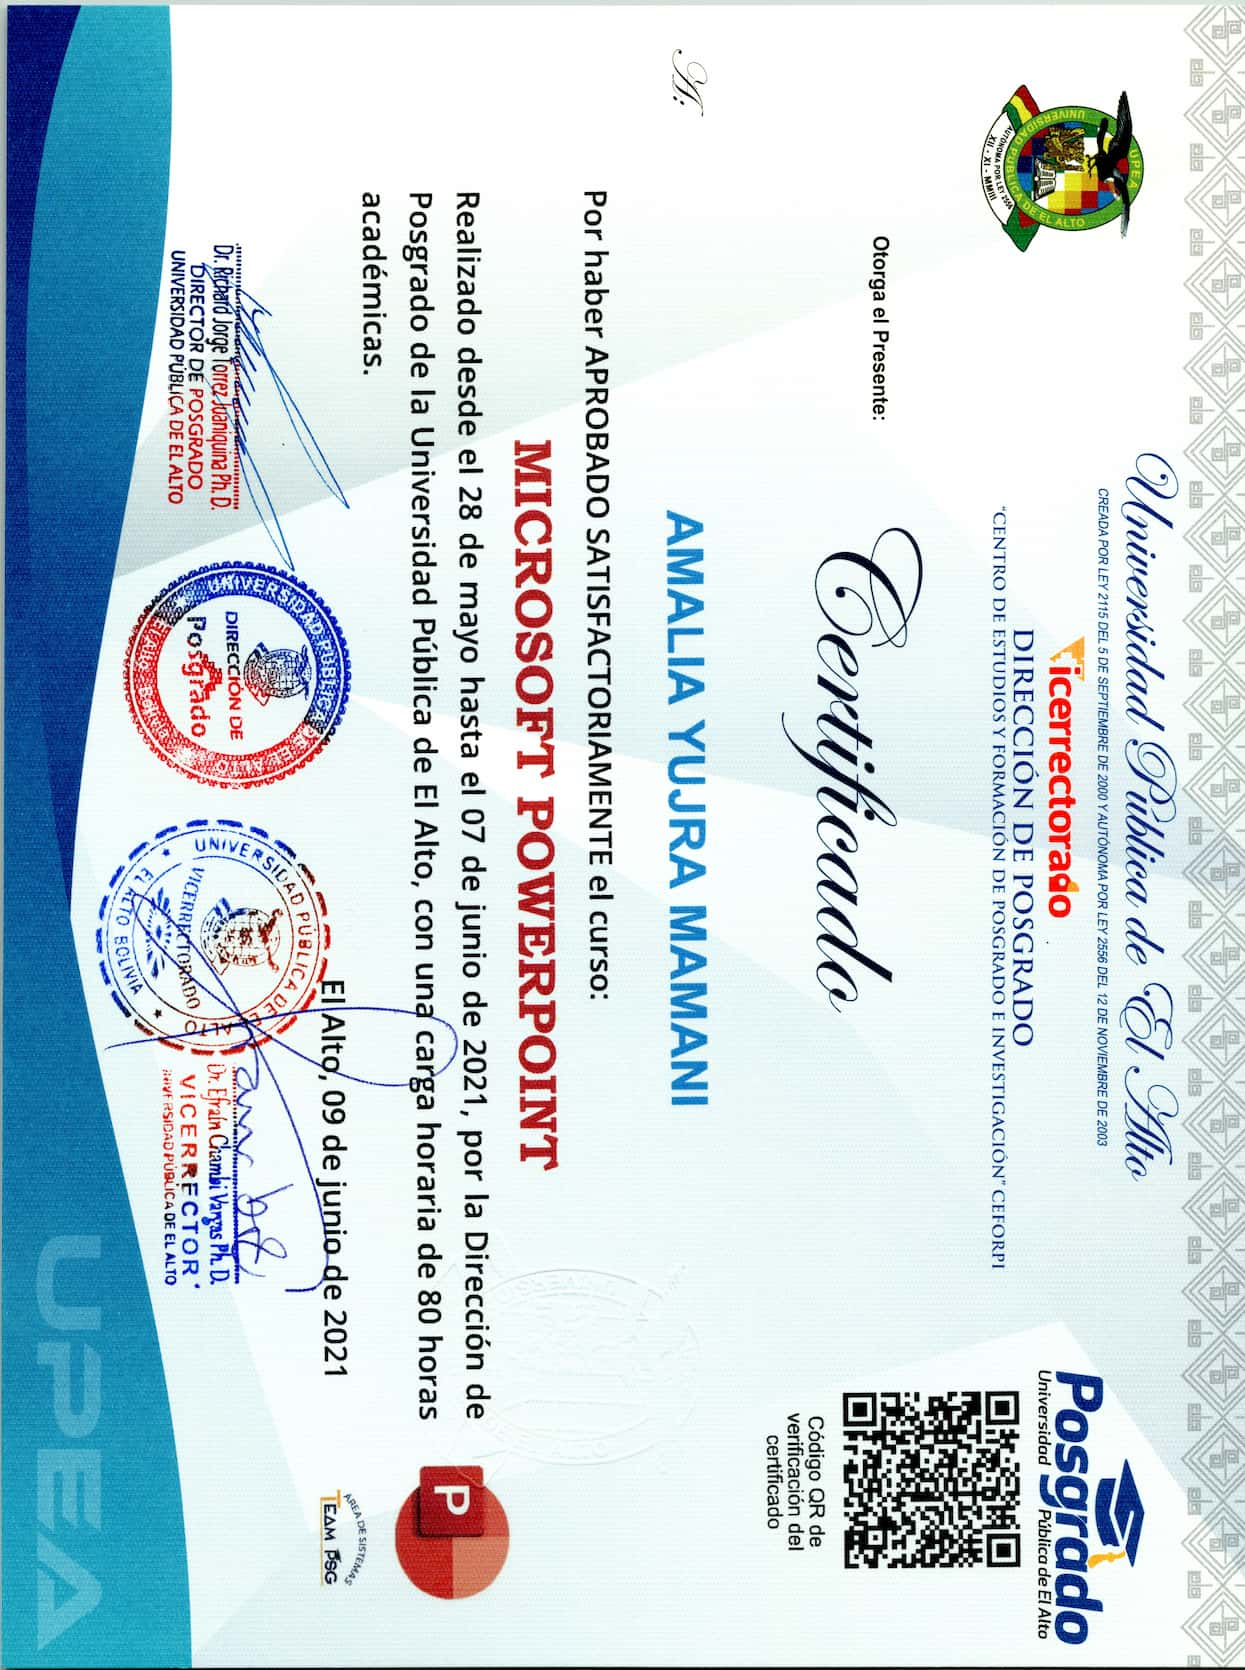 Universidad Pública de El Alto
CREADA POR LEY 2115 DEL 5 DE SEPTIEMBRE DE 2000 Y AUTÓNOMA POR LEY 2556 DEL 12 DE NOVIEMBRE DE 2003
Vicerrectorado
DIRECCIÓN DE POSGRADO
"CENTRO DE ESTUDIOS Y FORMACIÓN DE POSGRADO E INVESTIGACIÓN" CEFORPI
UPEA
UNIVERSIDAD PÚBLICA DE EL ALTO
AUTÓNOMA POR LEY 2556
XII - XI - MMIII
Posgrado
Universidad Pública de El Alto
Otorga el Presente:
Certificado
Código QR de
verificación del
certificado
A:
AMALIA YUJRA MAMANI
Por haber APROBADO SATISFACTORIAMENTE el curso:
MICROSOFT POWERPOINT
Realizado desde el 28 de mayo hasta el 07 de junio de 2021, por la Dirección de
Posgrado de la Universidad Pública de El Alto, con una carga horaria de 80 horas
académicas.
P
El Alto, 09 de junio de 2021
ÁREA DE SISTEMAS
TEAM PSG
Dr. Richard Jorge Torrez Juaniquina Ph. D.
DIRECTOR DE POSGRADO
UNIVERSIDAD PÚBLICA DE EL ALTO
UNIVERSIDAD PÚBLICA DE
DIRECCIÓN DE
Posgrado
UNIVERSIDAD PÚBLICA DE EL ALTO
VICERRECTORADO
EL ALTO BOLIVIA
Dr. Efraín Chambi Vargas Ph. D.
VICERRECTOR
UNIVERSIDAD PÚBLICA DE EL ALTO
UPEA